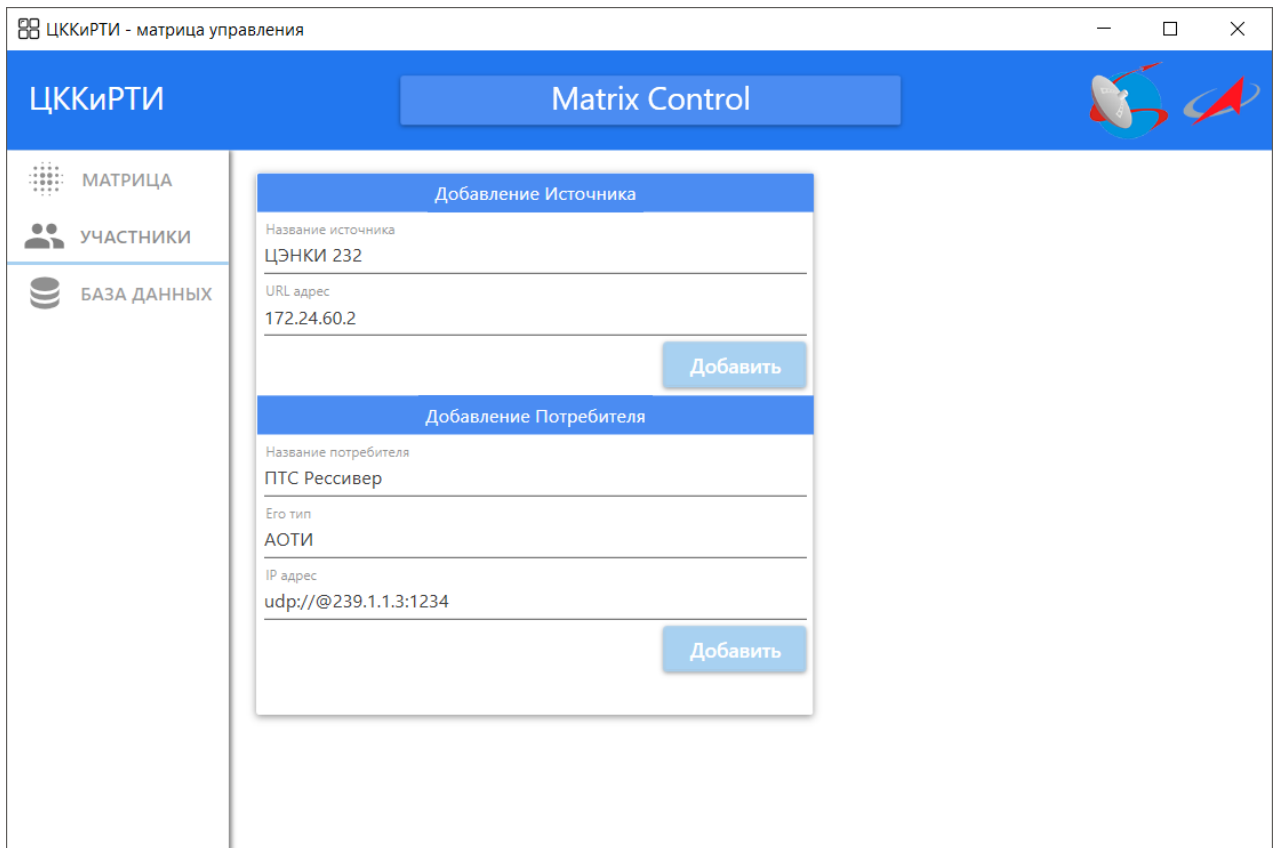 ЦККиРТИ - матрица управления
ЦККиРТИ
Matrix Control
МАТРИЦА
УЧАСТНИКИ
БАЗА ДАННЫХ
Добавление Источника
Название источника
ЦЭНКИ 232
URL адрес
172.24.60.2
Добавить
Добавление Потребителя
Название потребителя
ПТС Рессивер
Его тип
АОТИ
IP адрес
udp://@239.1.1.3:1234
Добавить